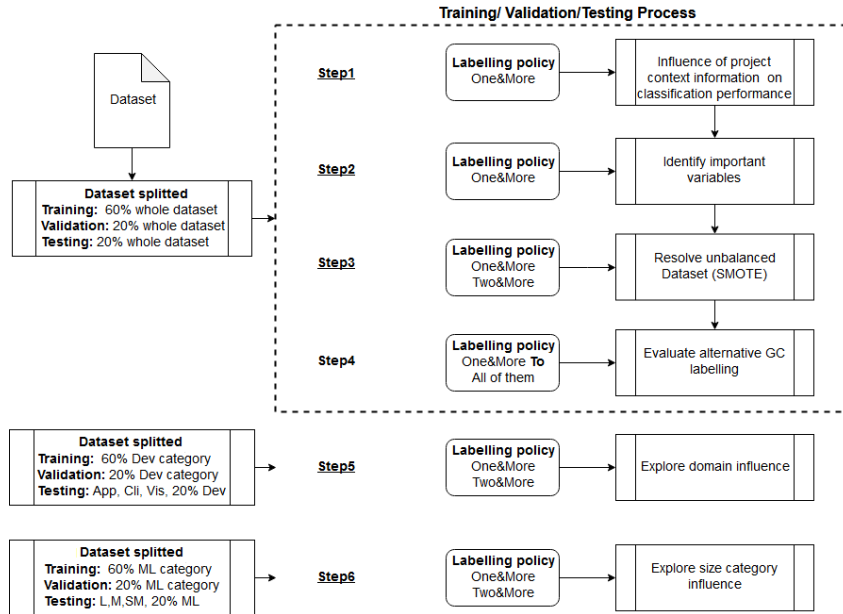 Training/ Validation/Testing Process
Dataset
Dataset splitted
Training: 60% whole dataset
Validation: 20% whole dataset
Testing: 20% whole dataset
Step1
Labelling policy
One&More
Influence of project
context information on
classification performance
Step2
Labelling policy
One&More
Identify important
variables
Step3
Labelling policy
One&More
Two&More
Resolve unbalanced
Dataset (SMOTE)
Step4
Labelling policy
One&More To
All of them
Evaluate alternative GC
labelling
Dataset splitted
Training: 60% Dev category
Validation: 20% Dev category
Testing: App, Cli, Vis, 20% Dev
Step5
Labelling policy
One&More
Two&More
Explore domain influence
Dataset splitted
Training: 60% ML category
Validation: 20% ML category
Testing: L,M,SM, 20% ML
Step6
Labelling policy
One&More
Two&More
Explore size category
influence